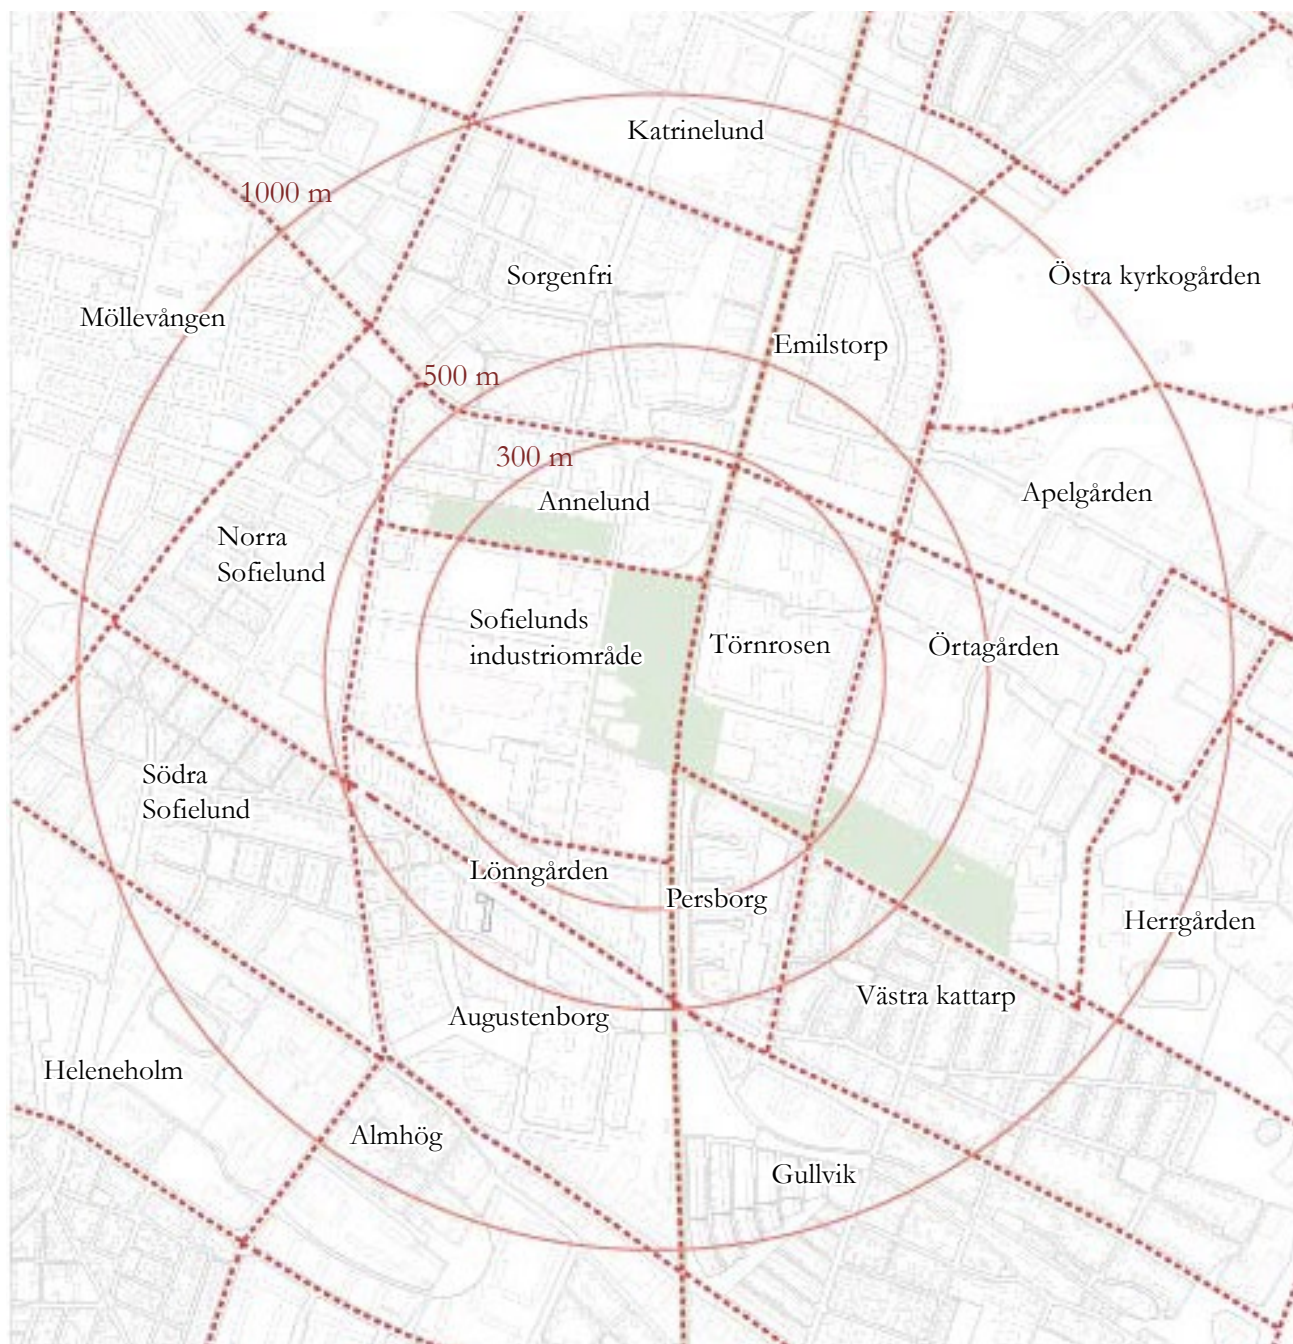 Katrinelund
1000 m
Sorgenfri
Östra kyrkogården
Möllevången
Emilstorp
500 m
300 m
Annelund
Apelgården
Norra
Sofielund
Sofielunds
industriområde
Törnrosen
Örtagården
Södra
Sofielund
Lönngården
Persborg
Herrgården
Västra kattarp
Augustenborg
Heleneholm
Almhög
Gullvik